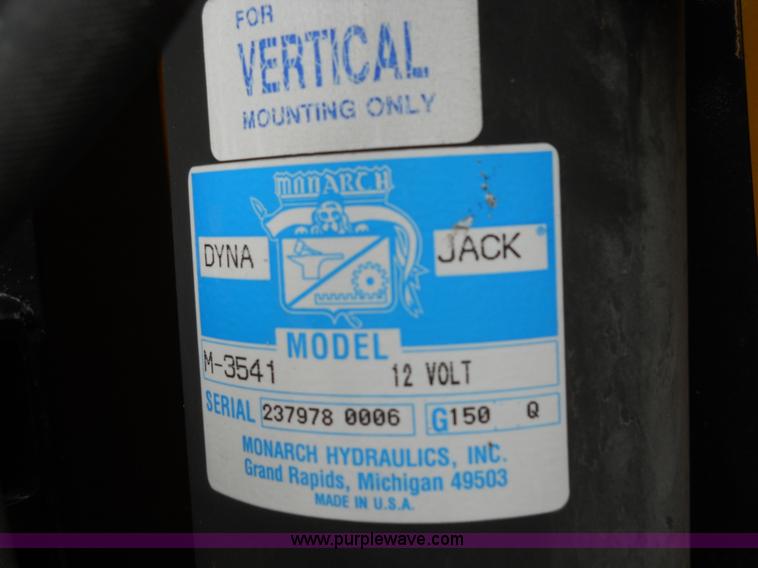 FOR
VERTICAL
MOUNTING ONLY
MONARCH
DYNA JACK
MODEL
M-3541 12 VOLT
SERIAL 237978 0006 G150 Q
MONARCH HYDRAULICS, INC.
Grand Rapids, Michigan 49503
MADE IN U.S.A.
www.purplewave.com